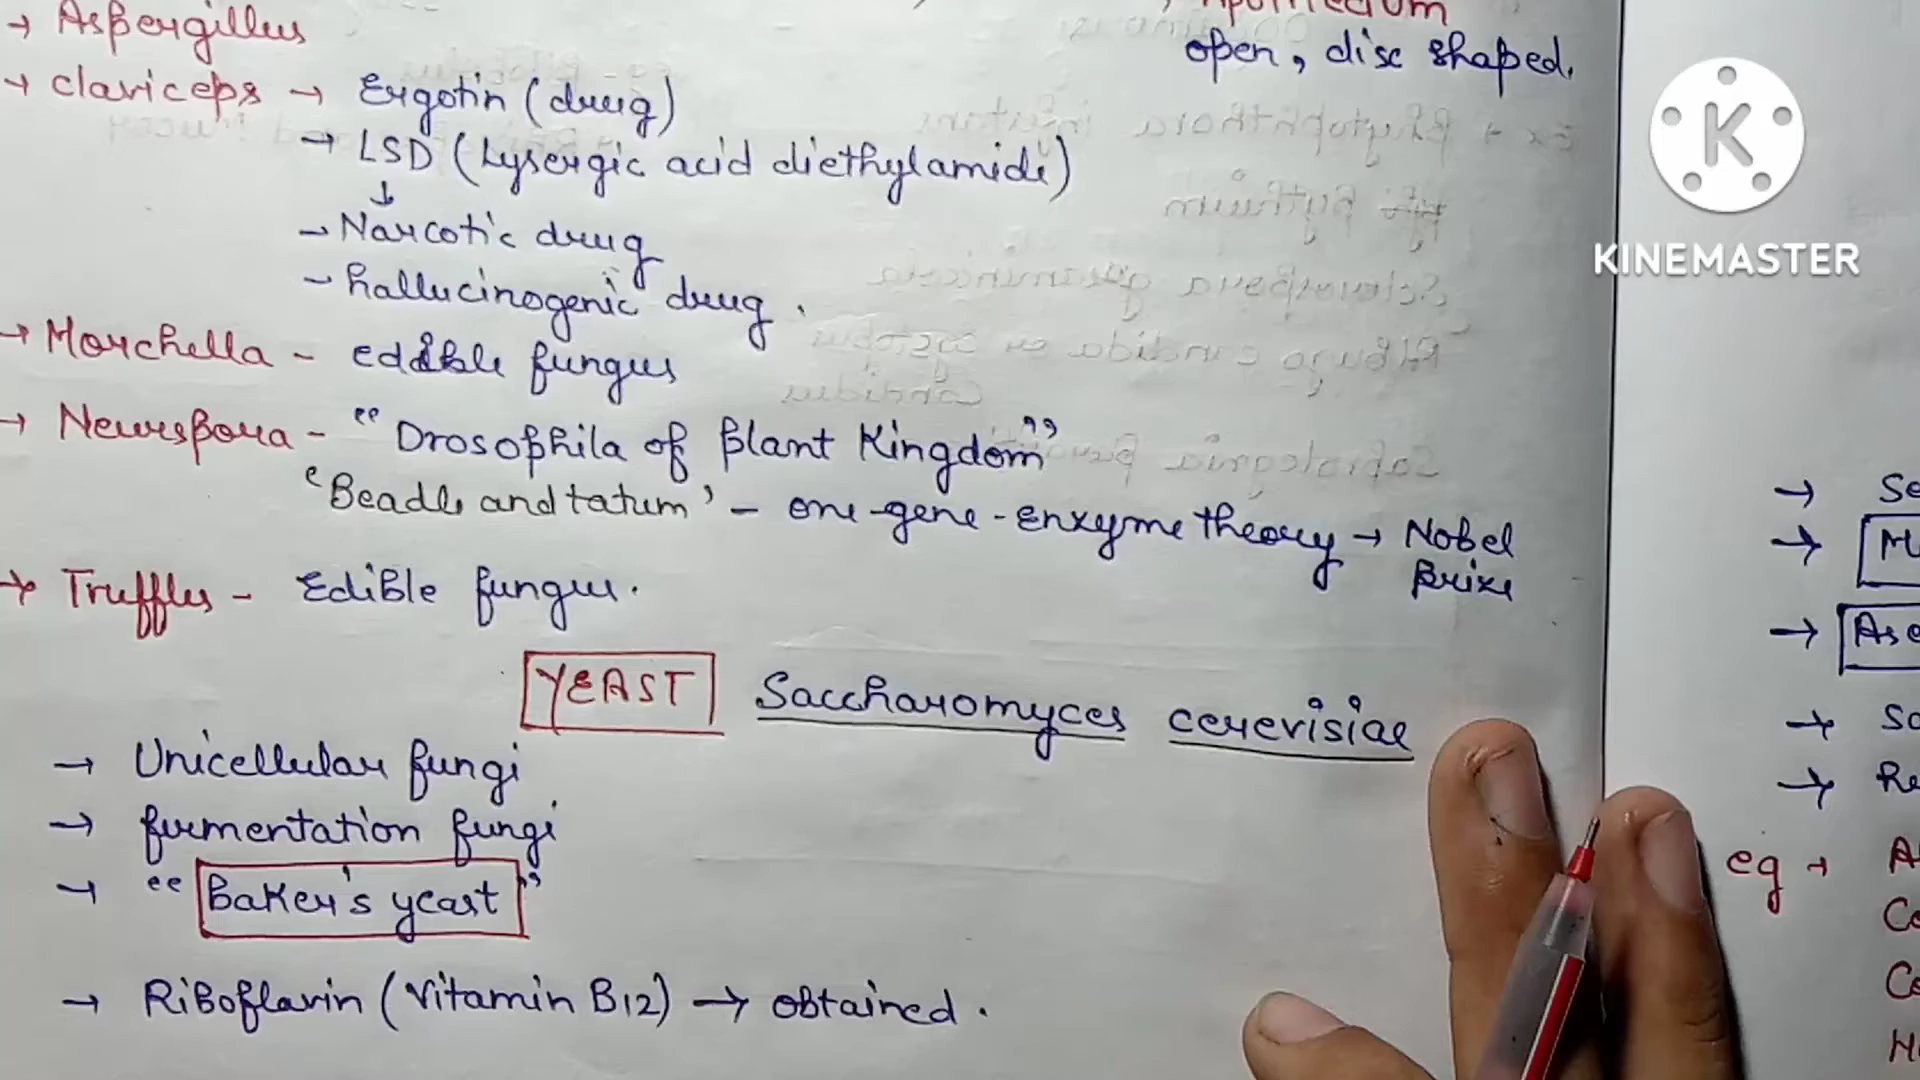 → Aspergillus
→ claviceps → Ergotin (drug)
→ LSD (Lysergic acid diethylamide)
↓
→ Narcotic drug
- hallucinogenic drug.
→ Morchella - edible fungus
→ Neurospora - "Drosophila of plant Kingdom"
'Beadle and tatum' - one-gene-enzyme theory → Nobel
prize
→ Truffles - Edible fungus.
YEAST Saccharomyces cerevisiae
→ Unicellular fungi
→ fermentation fungi
→ "Baker's yeast"
→ Riboflavin (Vitamin B12) → obtained.
open, disc shaped.
K
KINEMASTER
→
→
→
→
→
eg →